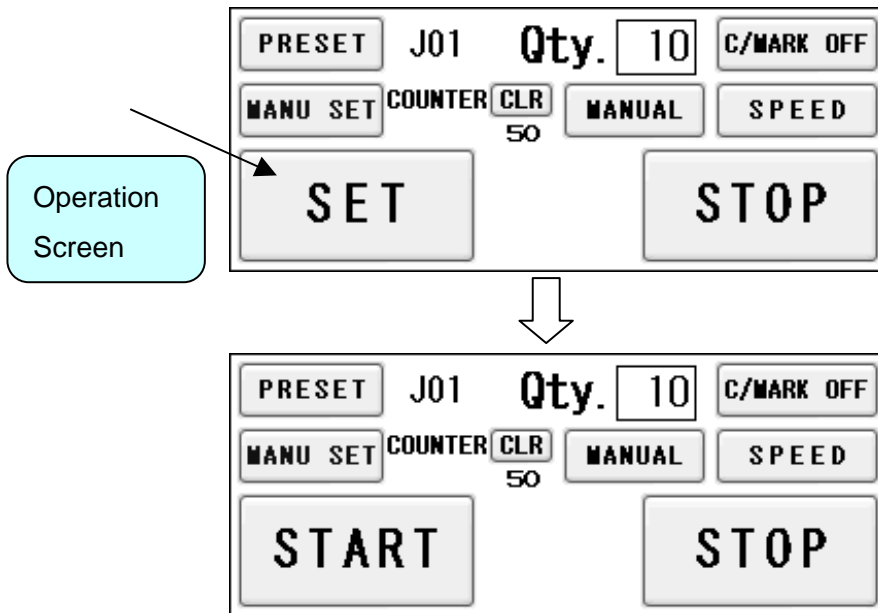 PRESET J01 Qty. 10 C/MARK OFF
MANU SET COUNTER CLR MANUAL SPEED
50
SET STOP
Operation
Screen
PRESET J01 Qty. 10 C/MARK OFF
MANU SET COUNTER CLR MANUAL SPEED
50
START STOP